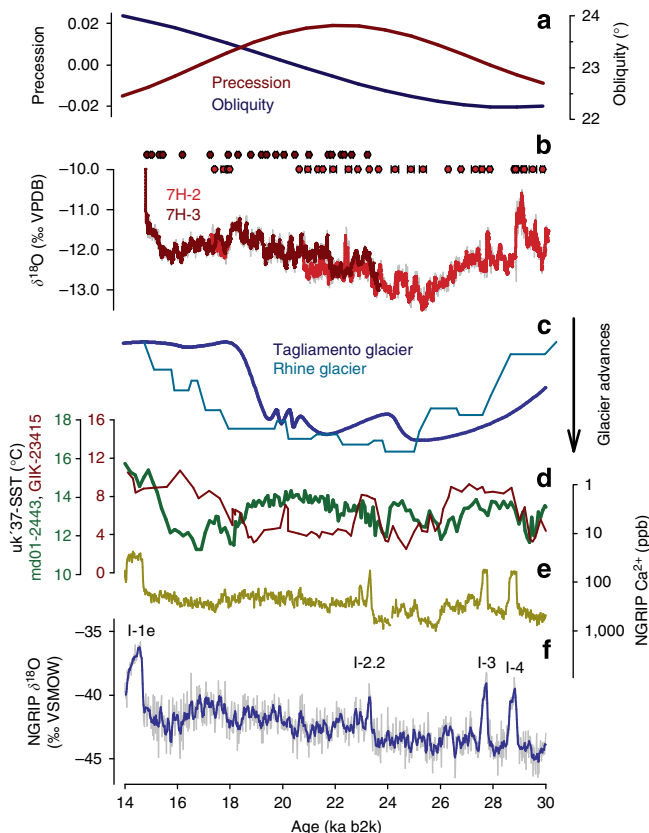 a
0.02
0.00
−0.02
Precession
24
23
22
Obliquity (°)
Precession
Obliquity
b
−10.0
−11.0
−12.0
−13.0
δ18O (‰ VPDB)
7H-2
7H-3
c
Tagliamento glacier
Rhine glacier
Glacier advances
18
16
14
12
10
16
12
8
4
0
uk´37-SST (°C)
md01-2443, GIK-23415
d
1
10
100
1,000
NGRIP Ca2+ (ppb)
e
−35
−40
−45
NGRIP δ18O
(‰ VSMOW)
f
I-1e
I-2.2
I-3
I-4
14 16 18 20 22 24 26 28 30
Age (ka b2k)